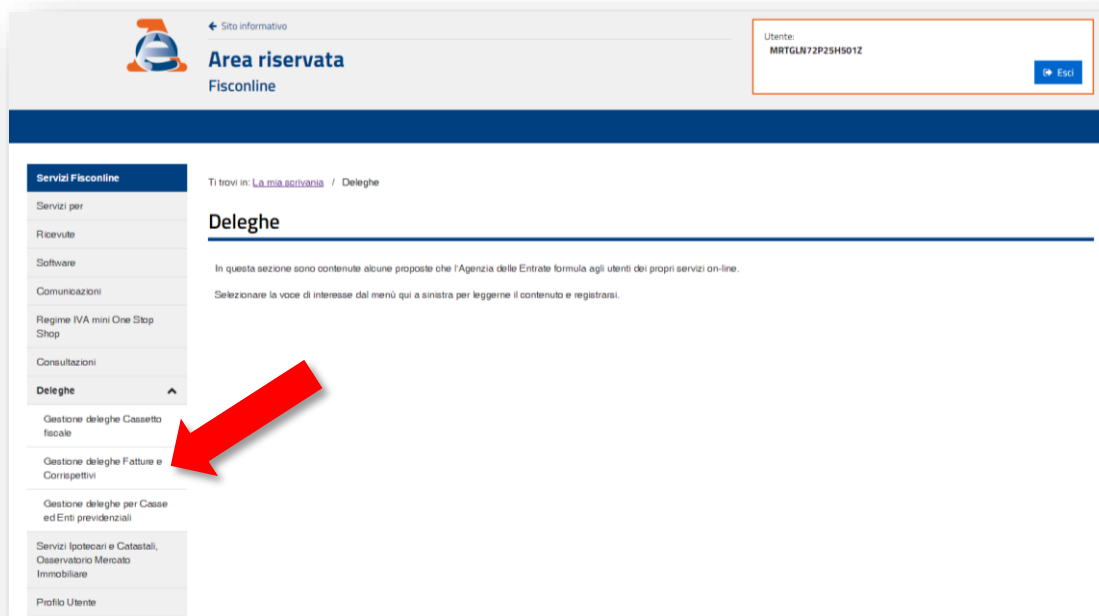 Sito informativo
Area riservata
Fisconline
Utente:
MRTGLN72P25H501Z
Esci
Servizi Fisconline
Servizi per
Ricevute
Software
Comunicazioni
Regime IVA mini One Stop
Shop
Consultazioni
Deleghe
Gestione deleghe Cassetto
fiscale
Gestione deleghe Fatture e
Corrispettivi
Gestione deleghe per Casse
ed Enti previdenziali
Servizi Ipotecari e Catastali,
Osservatorio Mercato
Immobiliare
Profilo Utente
Ti trovi in: La mia scrivania / Deleghe
Deleghe
In questa sezione sono contenute alcune proposte che l'Agenzia delle Entrate formula agli utenti dei propri servizi on-line.
Selezionare la voce di interesse dal menù qui a sinistra per leggerne il contenuto e registrarsi.